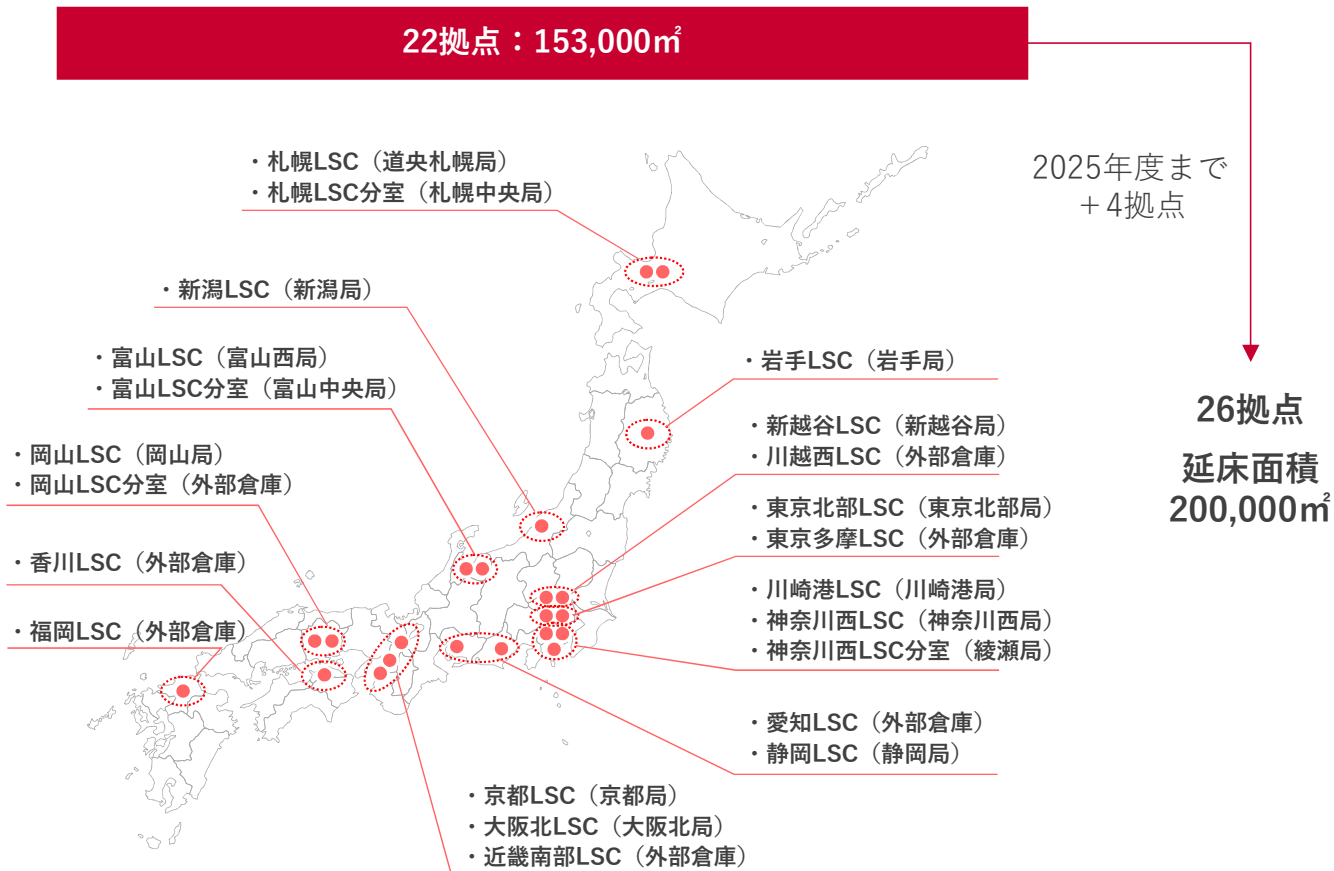 22拠点：153,000㎡
2025年度まで
＋4拠点
26拠点
延床面積
200,000㎡
・札幌LSC（道央札幌局）
・札幌LSC分室（札幌中央局）
・新潟LSC（新潟局）
・富山LSC（富山西局）
・富山LSC分室（富山中央局）
・岡山LSC（岡山局）
・岡山LSC分室（外部倉庫）
・香川LSC（外部倉庫）
・福岡LSC（外部倉庫）
・岩手LSC（岩手局）
・新越谷LSC（新越谷局）
・川越西LSC（外部倉庫）
・東京北部LSC（東京北部局）
・東京多摩LSC（外部倉庫）
・川崎港LSC（川崎港局）
・神奈川西LSC（神奈川西局）
・神奈川西LSC分室（綾瀬局）
・愛知LSC（外部倉庫）
・静岡LSC（静岡局）
・京都LSC（京都局）
・大阪北LSC（大阪北局）
・近畿南部LSC（外部倉庫）